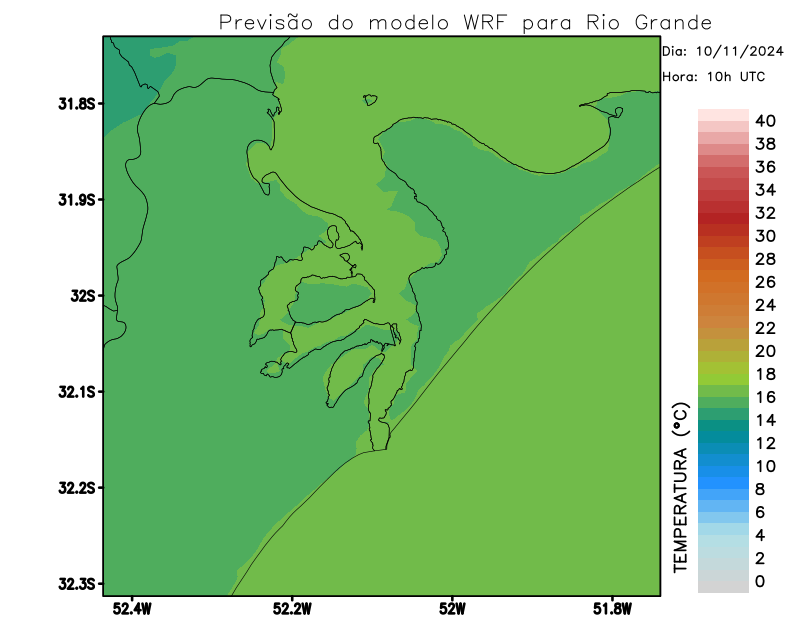 Previsão do modelo WRF para Rio Grande
Dia: 10/11/2024
Hora: 10h UTC
31.8S
31.9S
32S
32.1S
32.2S
32.3S
52.4W
52.2W
52W
51.8W
TEMPERATURA (°C)
40
38
36
34
32
30
28
26
24
22
20
18
16
14
12
10
8
6
4
2
0